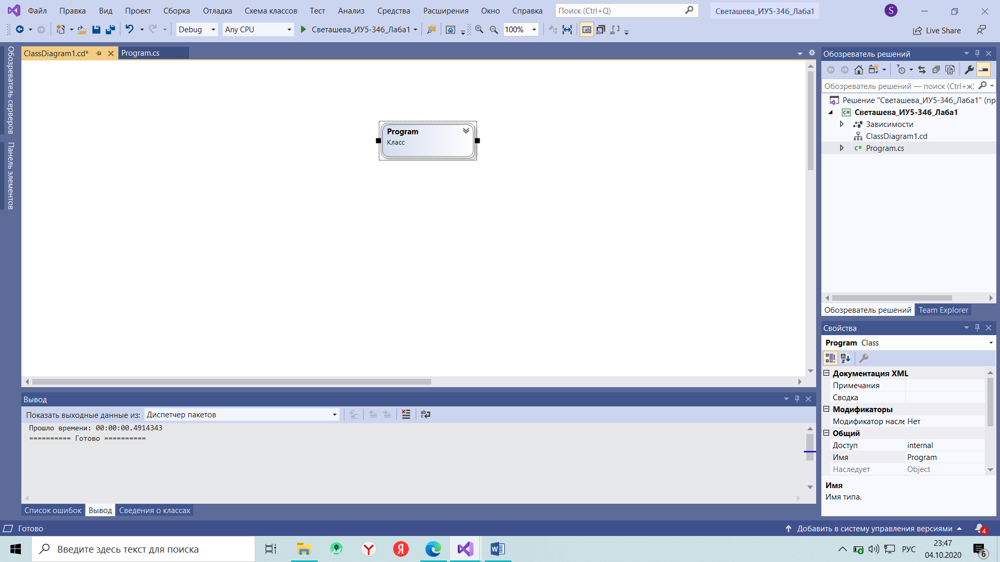 Файл Правка Вид Проект Сборка Отладка Схема классов Тест Анализ Средства Расширения Окно Справка Поиск (Ctrl+Q) Светашева_ИУ5-34б_Лаба1 S
Debug Any CPU Светашева_ИУ5-34б_Лаба1 100% Live Share
Обозреватель серверов
Панель элементов
ClassDiagram1.cd* Program.cs
Program
Класс
Обозреватель решений
Обозреватель решений — поиск (Ctrl+ж)
Решение "Светашева_ИУ5-34б_Лаба1" (пр
Светашева_ИУ5-34б_Лаба1
Зависимости
ClassDiagram1.cd
C# Program.cs
Обозреватель решений Team Explorer
Свойства
Program Class
Документация XML
Примечания
Сводка
Модификаторы
Модификатор насле Нет
Общий
Доступ internal
Имя Program
Наследует Object
Имя
Имя типа.
Вывод
Показать выходные данные из: Диспетчер пакетов
Прошло времени: 00:00:00.4914343
========== Готово ==========
Список ошибок Вывод Сведения о классах
Готово Добавить в систему управления версиями 4
Введите здесь текст для поиска РУС 23:47
04.10.2020 6